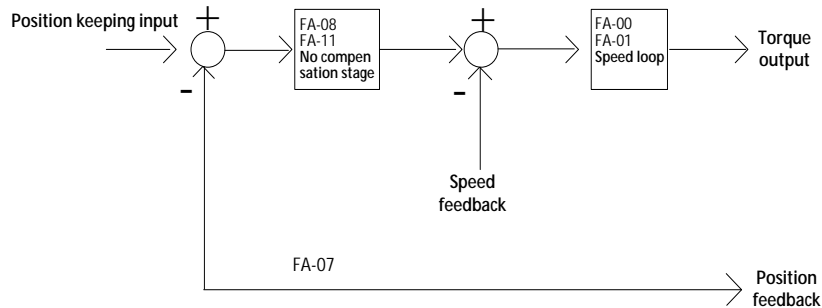 Position keeping input
+
-
FA-08
FA-11
No compen
sation stage
+
-
Speed
feedback
FA-00
FA-01
Speed loop
Torque
output
FA-07
Position
feedback